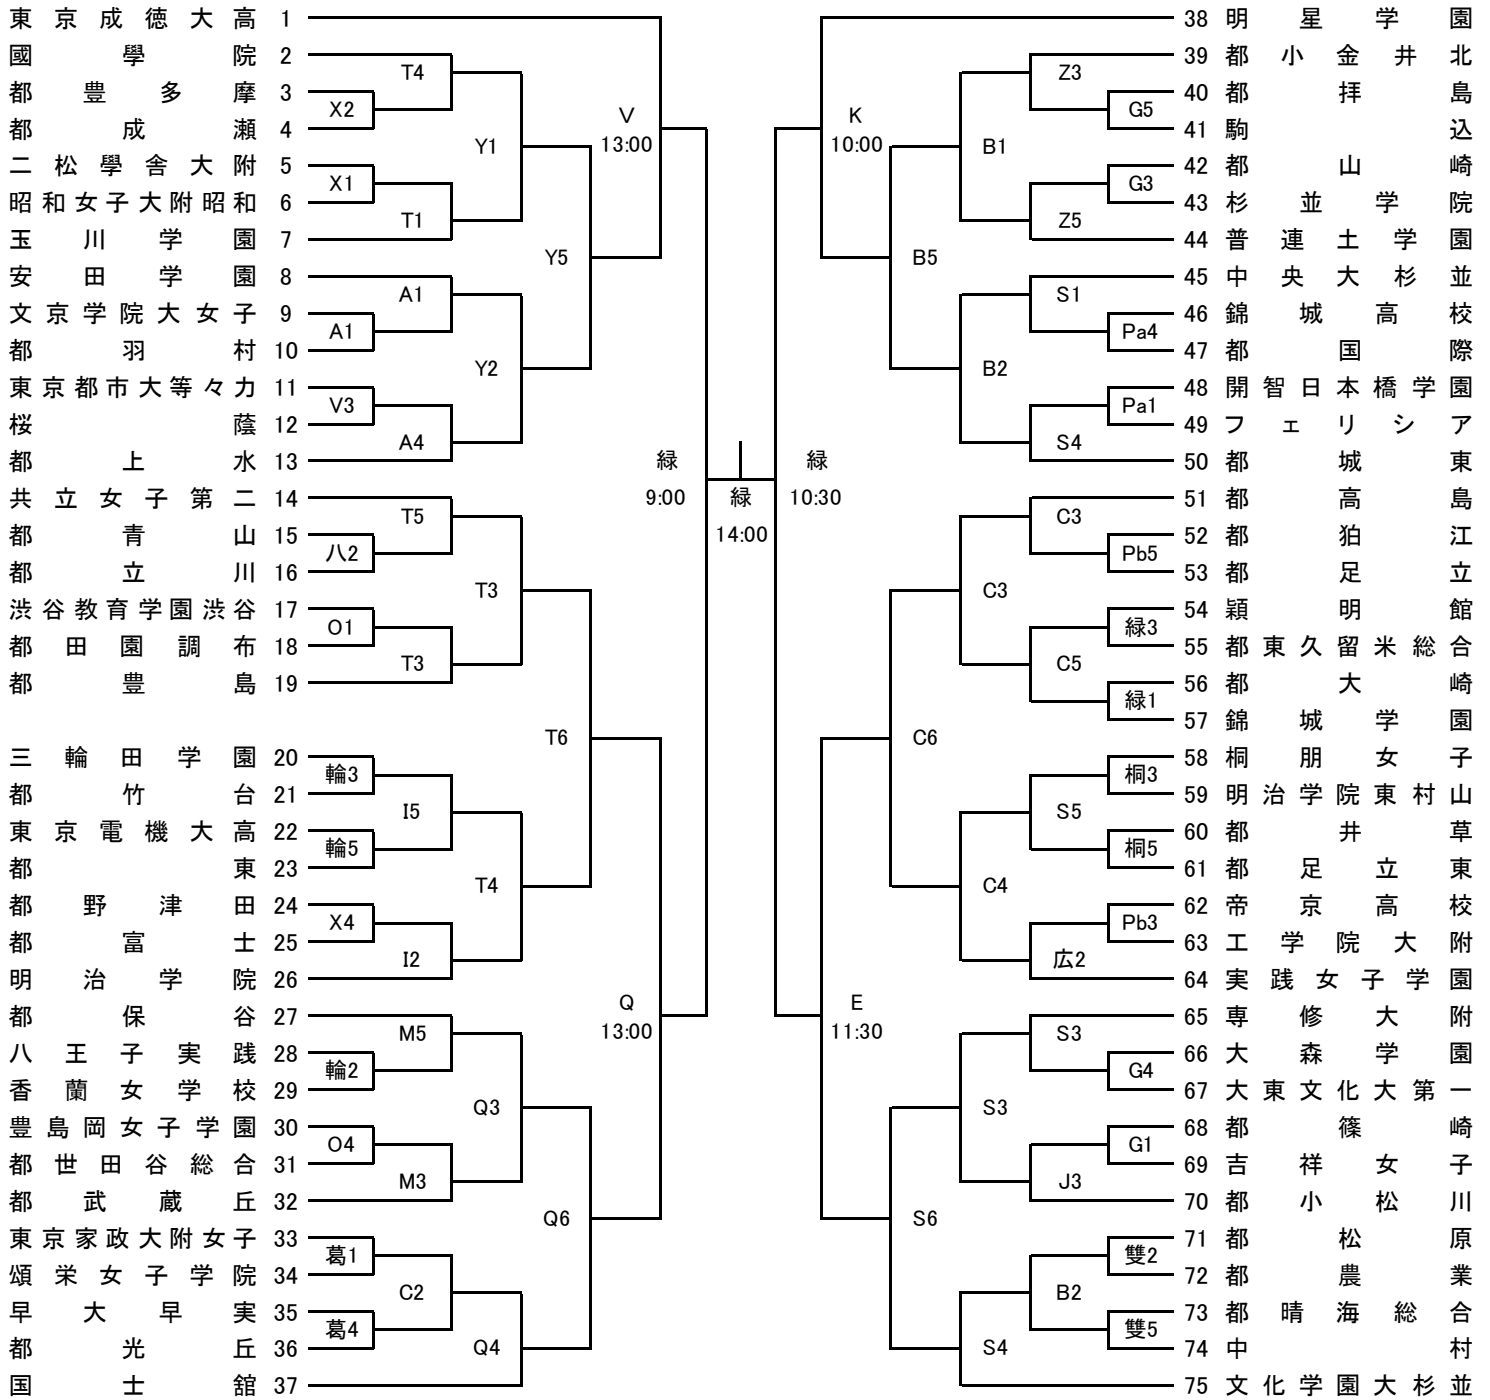 東京成徳大高 1
國學院 2
都豊多摩 3
都成瀬 4
二松學舎大附 5
昭和女子大附昭和 6
玉川学園 7
安田学園 8
文京学院大女子 9
都羽村 10
東京都市大等々力 11
桜蔭 12
都上水 13
共立女子第二 14
都青山 15
都立川 16
渋谷教育学園渋谷 17
都田園調布 18
都豊島 19
三輪田学園 20
都竹台 21
東京電機大高 22
都東 23
都野津田 24
都富士 25
明治学院 26
都保谷 27
八王子実践 28
香蘭女学校 29
豊島岡女子学園 30
都世田谷総合 31
都武蔵丘 32
東京家政大附女子 33
頌栄女子学院 34
早大早実 35
都光丘 36
国士舘 37
X2
X1
A1
V3
八2
O1
輪3
輪5
X4
輪2
O4
葛1
葛4
T4
T1
A1
A4
T5
T3
I5
I2
M5
M3
C2
Y1
Y2
T3
T4
Q3
Q4
Y5
T6
Q6
V
13:00
Q
13:00
緑
9:00
緑
14:00
緑
10:30
K
10:00
E
11:30
B5
C6
S6
B1
B2
C3
C4
S3
S4
Z3
Z5
S1
S4
C3
C5
S5
広2
S3
J3
B2
G5
G3
Pa4
Pa1
Pb5
緑3
緑1
桐3
桐5
Pb3
G4
G1
雙2
雙5
38 明星学園
39 都小金井北
40 都拝島
41 駒込
42 都山崎
43 杉並学院
44 普連土学園
45 中央大杉並
46 錦城高校
47 都国際
48 開智日本橋学園
49 フェリシア
50 都城東
51 都高島
52 都狛江
53 都足立
54 穎明館
55 都東久留米総合
56 都大崎
57 錦城学園
58 桐朋女子
59 明治学院東村山
60 都井草
61 都足立東
62 帝京高校
63 工学院大附
64 実践女子学園
65 専修大附
66 大森学園
67 大東文化大第一
68 都篠崎
69 吉祥女子
70 都小松川
71 都松原
72 都農業
73 都晴海総合
74 中村
75 文化学園大杉並